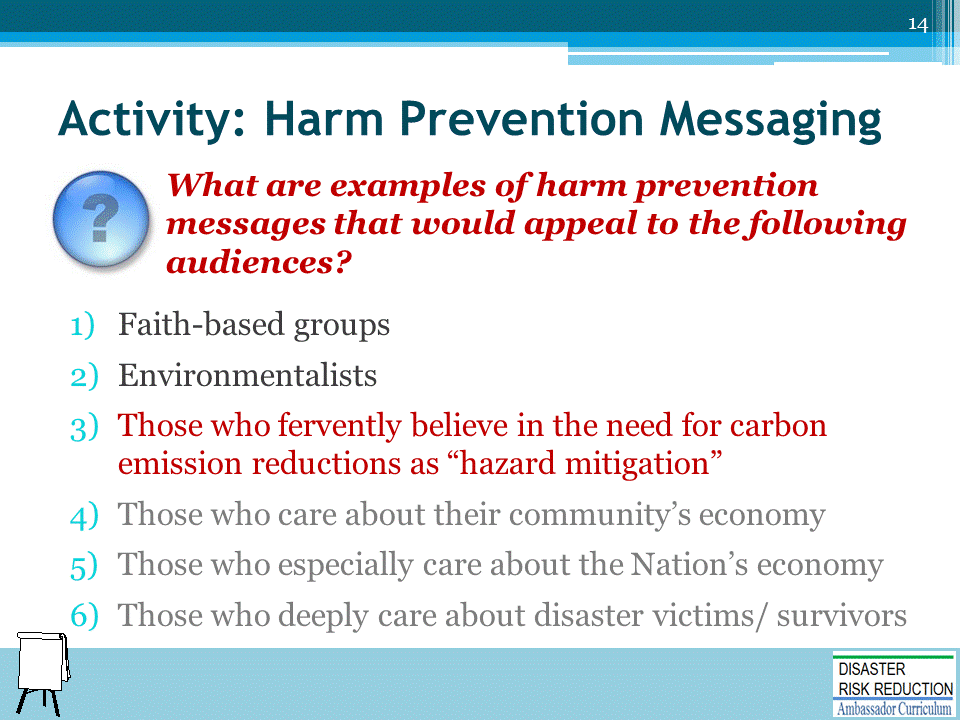 14
Activity: Harm Prevention Messaging
?
What are examples of harm prevention
messages that would appeal to the following
audiences?
1) Faith-based groups
2) Environmentalists
3) Those who fervently believe in the need for carbon
emission reductions as “hazard mitigation”
4) Those who care about their community’s economy
5) Those who especially care about the Nation’s economy
6) Those who deeply care about disaster victims/ survivors
DISASTER
RISK REDUCTION
Ambassador Curriculum